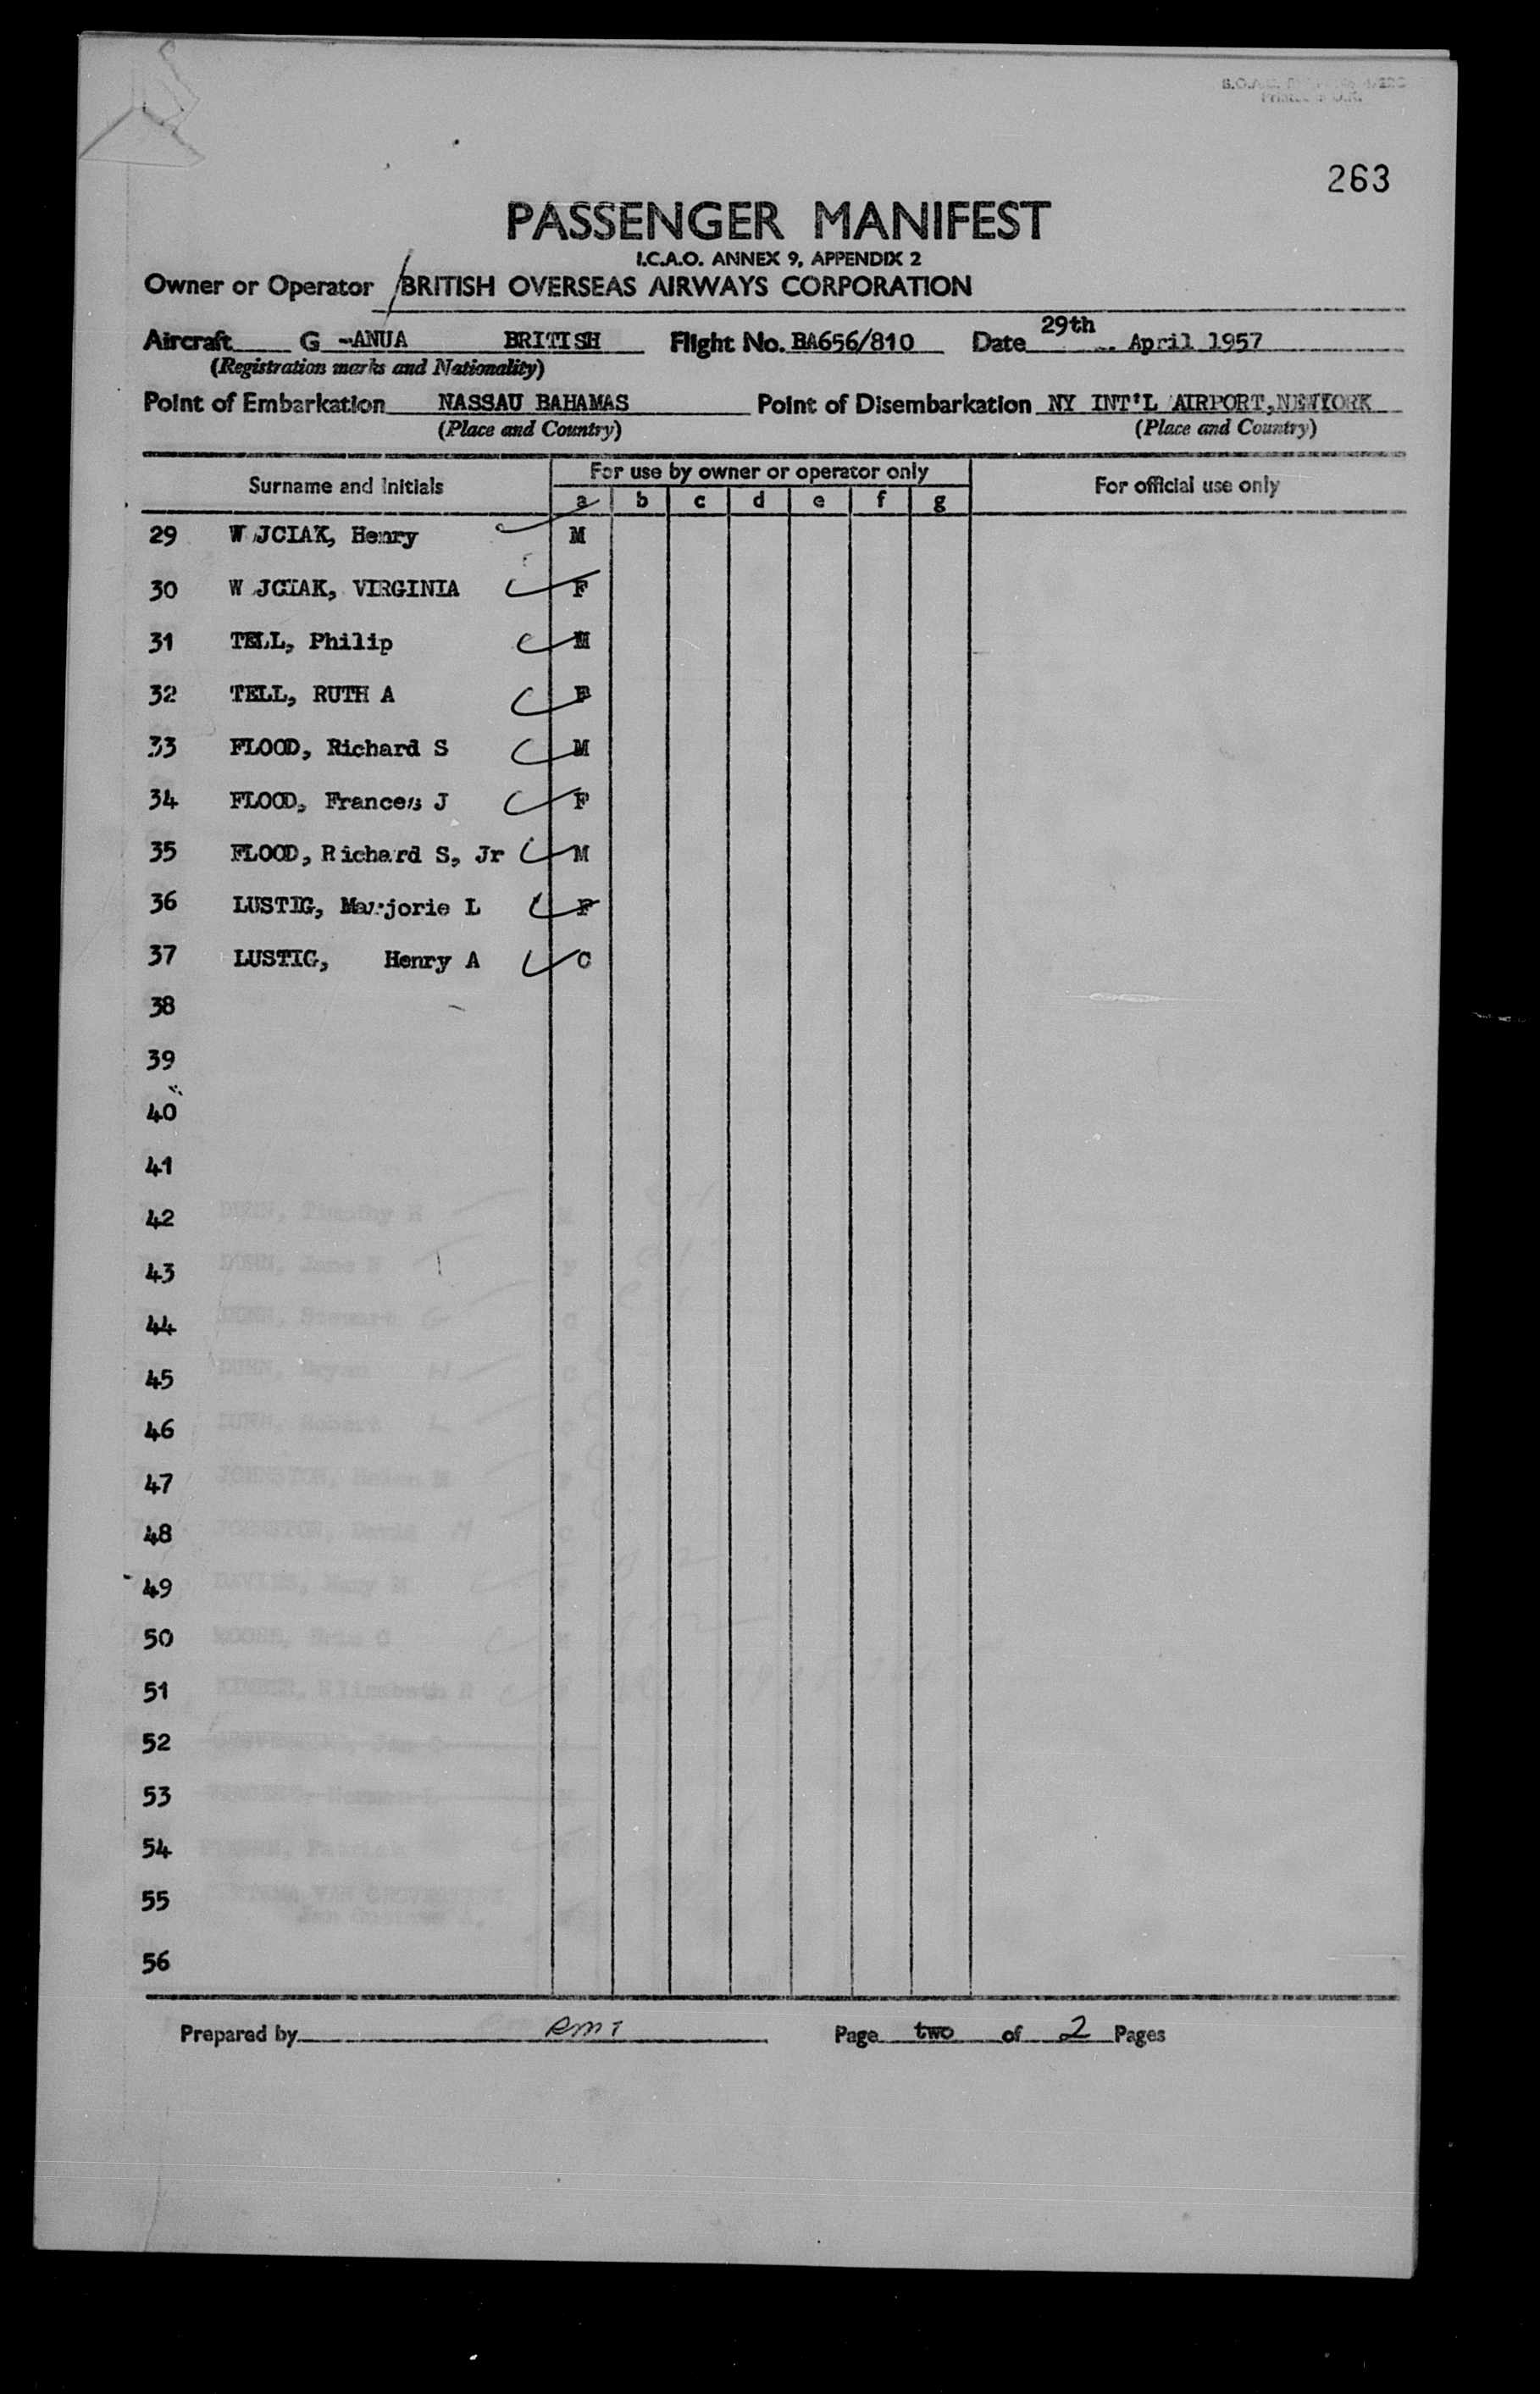 263
PASSENGER MANIFEST
I.C.A.O. ANNEX 9, APPENDIX 2
Owner or Operator BRITISH OVERSEAS AIRWAYS CORPORATION
Aircraft G -ANUA BRITISH Flight No. BA656/810 Date 29th April 1957
(Registration marks and Nationality)
Point of Embarkation NASSAU BAHAMAS Point of Disembarkation NY INT'L AIRPORT, NEWYORK
(Place and Country) (Place and Country)
Surname and Initials For use by owner or operator only For official use only
a b c d e f g
29 W JCIAK, Henry M
30 W JCIAK, VIRGINIA F
31 TELL, Philip M
32 TELL, RUTH A F
33 FLOOD, Richard S M
34 FLOOD, Frances J F
35 FLOOD, Richard S, Jr M
36 LUSTIG, Marjorie L F
37 LUSTIG, Henry A C
38
39
40
41
42
43
44
45
46
47
48
49
50
51
52
53
54
55
56
Prepared by Page two of 2 Pages